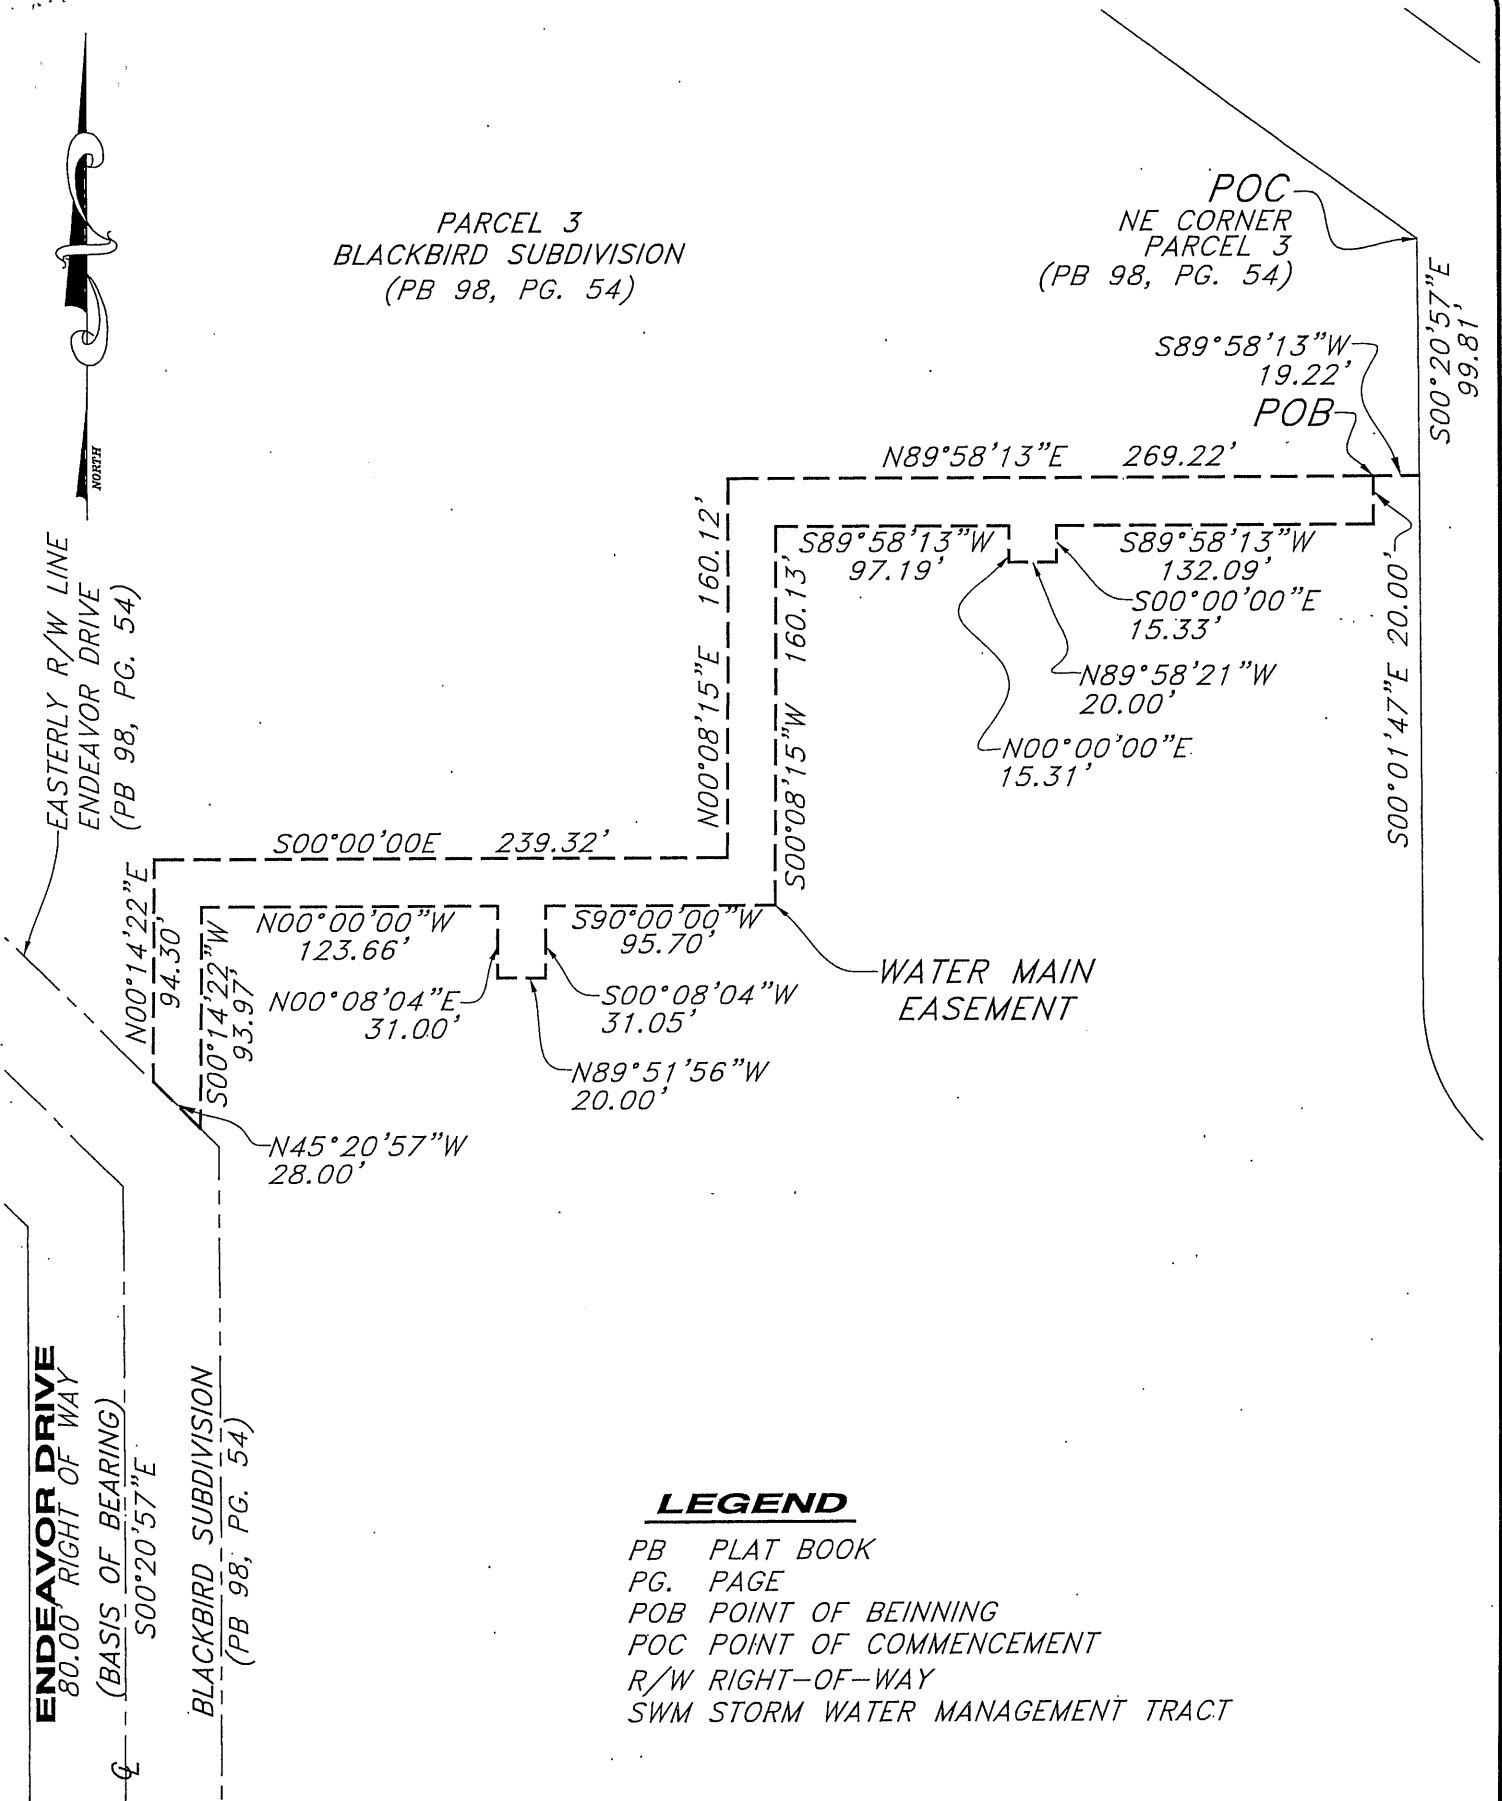 NORTH
PARCEL 3
BLACKBIRD SUBDIVISION
(PB 98, PG. 54)
POC
NE CORNER
PARCEL 3
(PB 98, PG. 54)
S00°20'57"E
99.81'
S89°58'13"W
19.22'
POB
N89°58'13"E 269.22'
S89°58'13"W
97.19'
S89°58'13"W
132.09'
S00°00'00"E
15.33'
N89°58'21"W
20.00'
N00°00'00"E
15.31'
S00°01'47"E 20.00'
N00°08'15"E 160.12'
S00°08'15"W 160.13'
EASTERLY R/W LINE
ENDEAVOR DRIVE
(PB 98, PG. 54)
S00°00'00E 239.32'
N00°14'22"E
94.30'
S00°14'22"W
93.97'
N00°00'00"W
123.66'
S90°00'00"W
95.70'
N00°08'04"E
31.00'
S00°08'04"W
31.05'
N89°51'56"W
20.00'
WATER MAIN
EASEMENT
N45°20'57"W
28.00'
ENDEAVOR DRIVE
80.00' RIGHT OF WAY
(BASIS OF BEARING)
S00°20'57"E
BLACKBIRD SUBDIVISION
(PB 98, PG. 54)
℄
LEGEND
PB PLAT BOOK
PG. PAGE
POB POINT OF BEINNING
POC POINT OF COMMENCEMENT
R/W RIGHT-OF-WAY
SWM STORM WATER MANAGEMENT TRACT